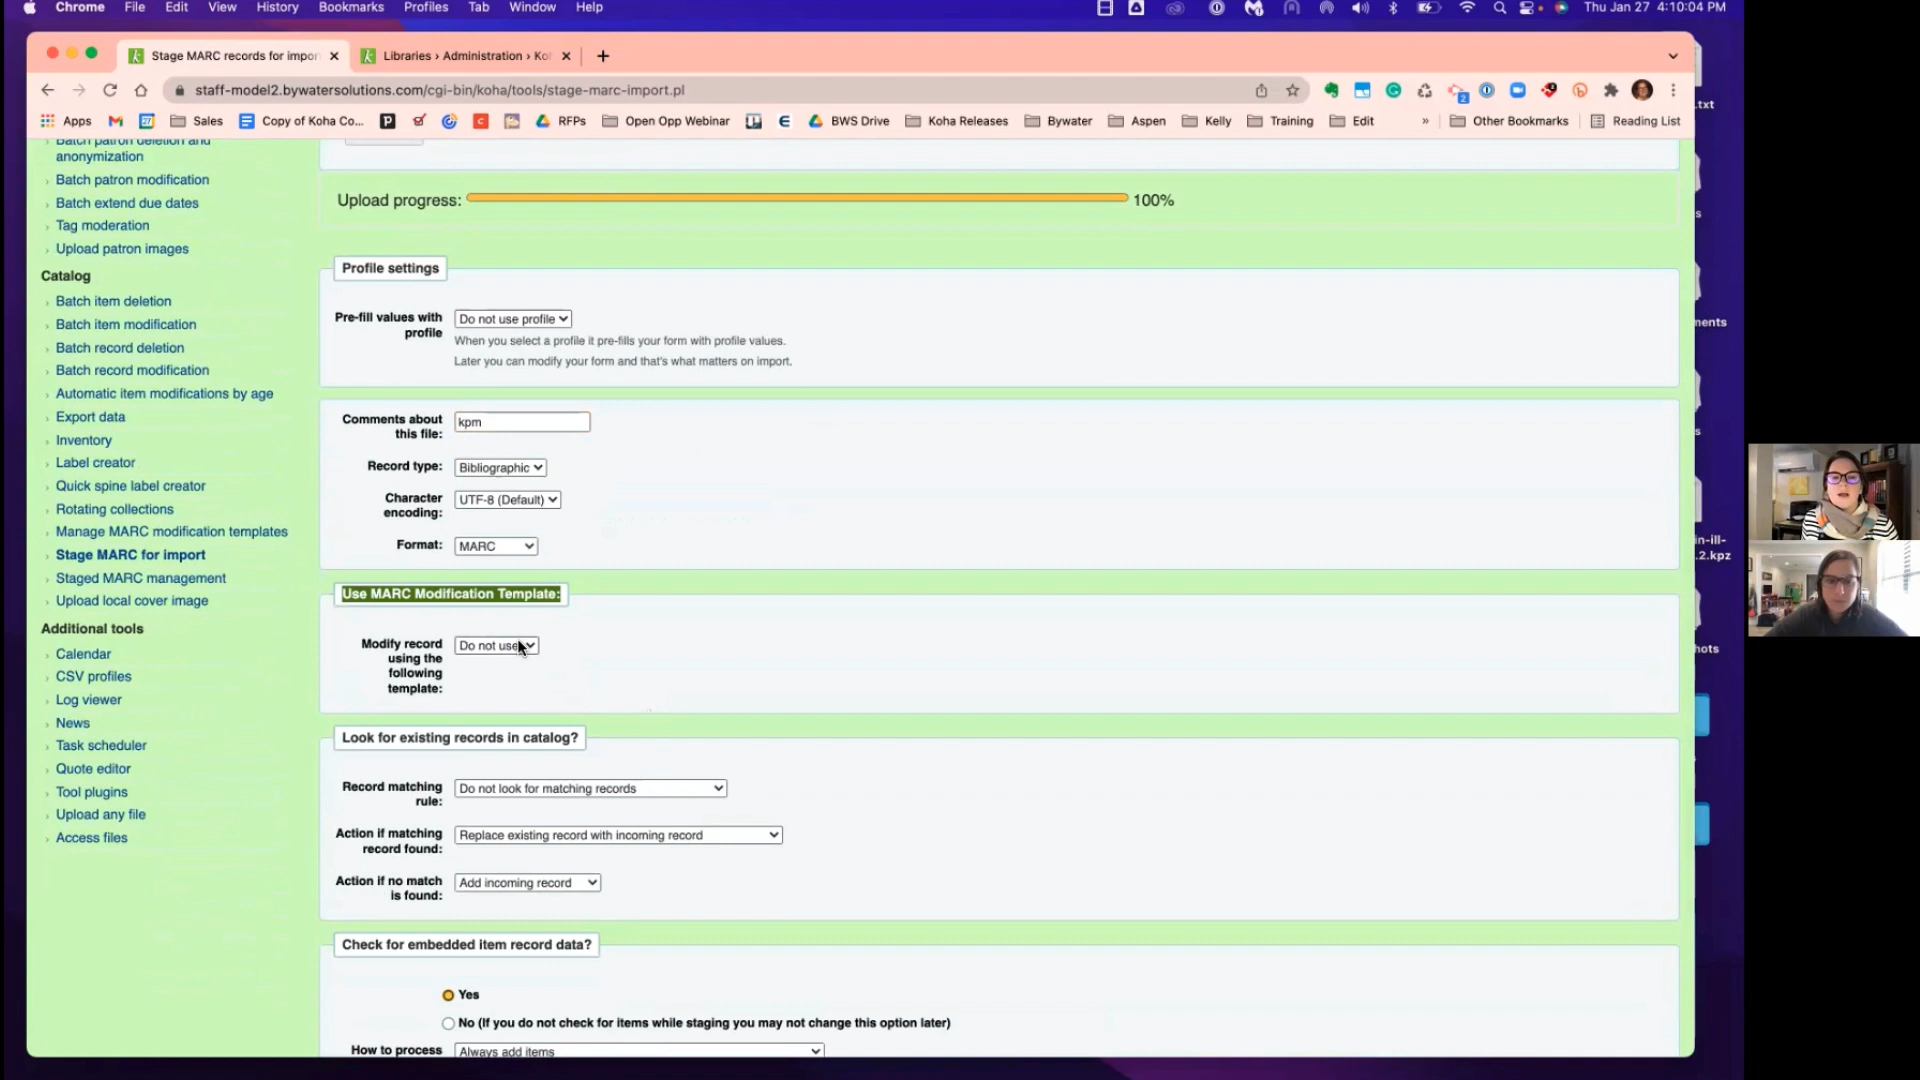 Chrome File Edit View History Bookmarks Profiles Tab Window Help Thu Jan 27 4:10:04 PM
Stage MARC records for impor Libraries › Administration › Ko
staff-model2.bywatersolutions.com/cgi-bin/koha/tools/stage-marc-import.pl
Apps Sales Copy of Koha Co... RFPs Open Opp Webinar BWS Drive Koha Releases Bywater Aspen Kelly Training Edit » Other Bookmarks Reading List
.txt
Batch patron deletion and
anonymization
Batch patron modification
Batch extend due dates
Tag moderation
Upload patron images
Catalog
Batch item deletion
Batch item modification
Batch record deletion
Batch record modification
Automatic item modifications by age
Export data
Inventory
Label creator
Quick spine label creator
Rotating collections
Manage MARC modification templates
Stage MARC for import
Staged MARC management
Upload local cover image
Additional tools
Calendar
CSV profiles
Log viewer
News
Task scheduler
Quote editor
Tool plugins
Upload any file
Access files
Upload progress: 100%
Profile settings
Pre-fill values with
profile
Do not use profile
When you select a profile it pre-fills your form with profile values.
Later you can modify your form and that's what matters on import.
Comments about
this file:
kpm
Record type: Bibliographic
Character
encoding:
UTF-8 (Default)
Format: MARC
Use MARC Modification Template:
Modify record
using the
following
template:
Do not use
Look for existing records in catalog?
Record matching
rule:
Do not look for matching records
Action if matching
record found:
Replace existing record with incoming record
Action if no match
is found:
Add incoming record
Check for embedded item record data?
Yes
No (If you do not check for items while staging you may not change this option later)
How to process Always add items
s
ments
s
in-ill-
.2.kpz
hots